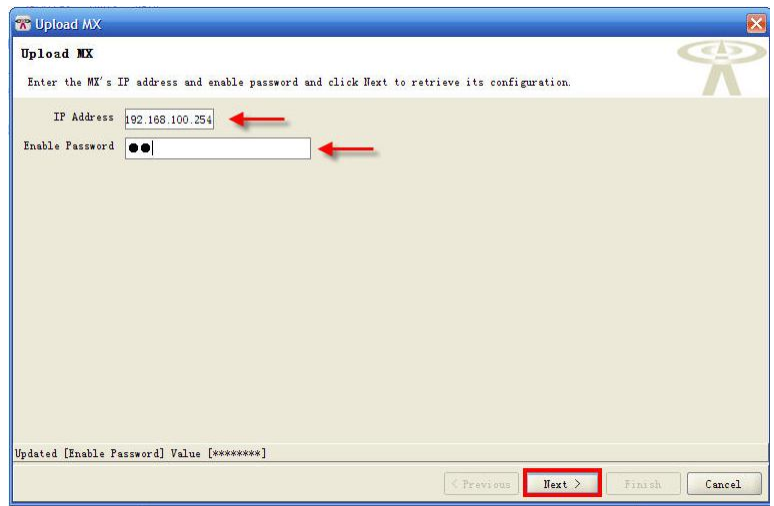 Upload MX
Upload MX
Enter the MX's IP address and enable password and click Next to retrieve its configuration.
IP Address 192.168.100.254
Enable Password ●●
Updated [Enable Password] Value [********]
< Previous Next > Finish Cancel